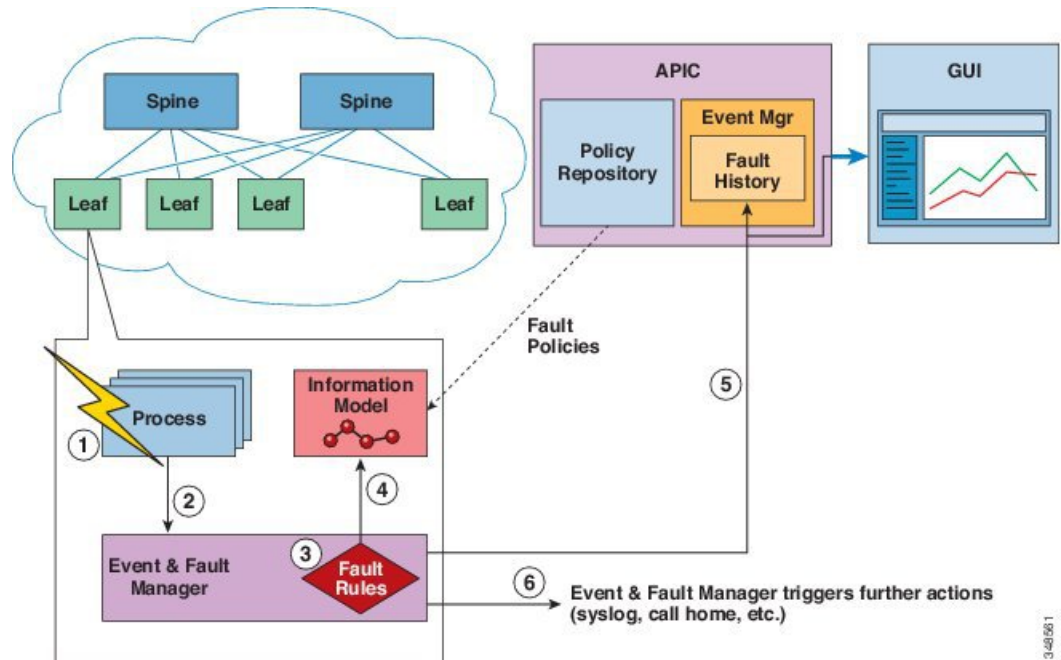 Spine
Spine
Leaf
Leaf
Leaf
Leaf
APIC
Policy
Repository
Event Mgr
Fault
History
GUI
Fault
Policies
5
1
Process
Information
Model
2
4
Event & Fault
Manager
3
Fault
Rules
6
Event & Fault Manager triggers further actions
(syslog, call home, etc.)
348561